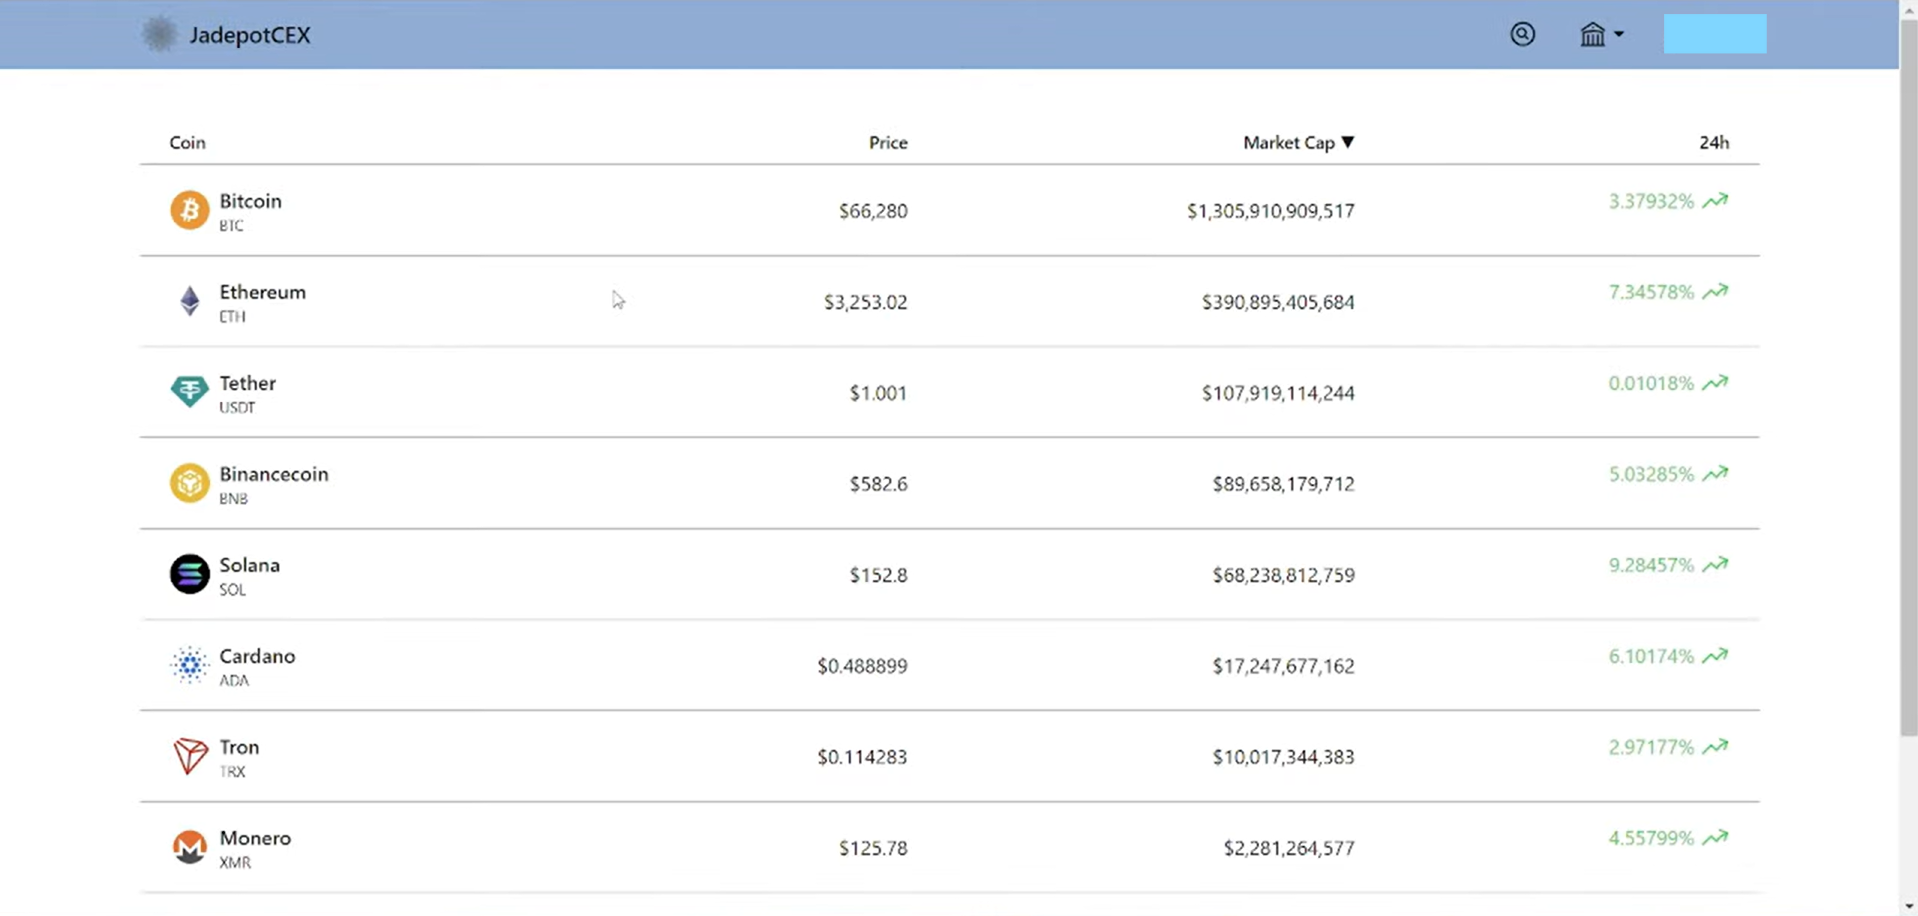 JadepotCEX
Coin Price Market Cap ▼ 24h
Bitcoin
BTC
$66,280 $1,305,910,909,517 3.37932%
Ethereum
ETH
$3,253.02 $390,895,405,684 7.34578%
Tether
USDT
$1.001 $107,919,114,244 0.01018%
Binancecoin
BNB
$582.6 $89,658,179,712 5.03285%
Solana
SOL
$152.8 $68,238,812,759 9.28457%
Cardano
ADA
$0.488899 $17,247,677,162 6.10174%
Tron
TRX
$0.114283 $10,017,344,383 2.97177%
Monero
XMR
$125.78 $2,281,264,577 4.55799%